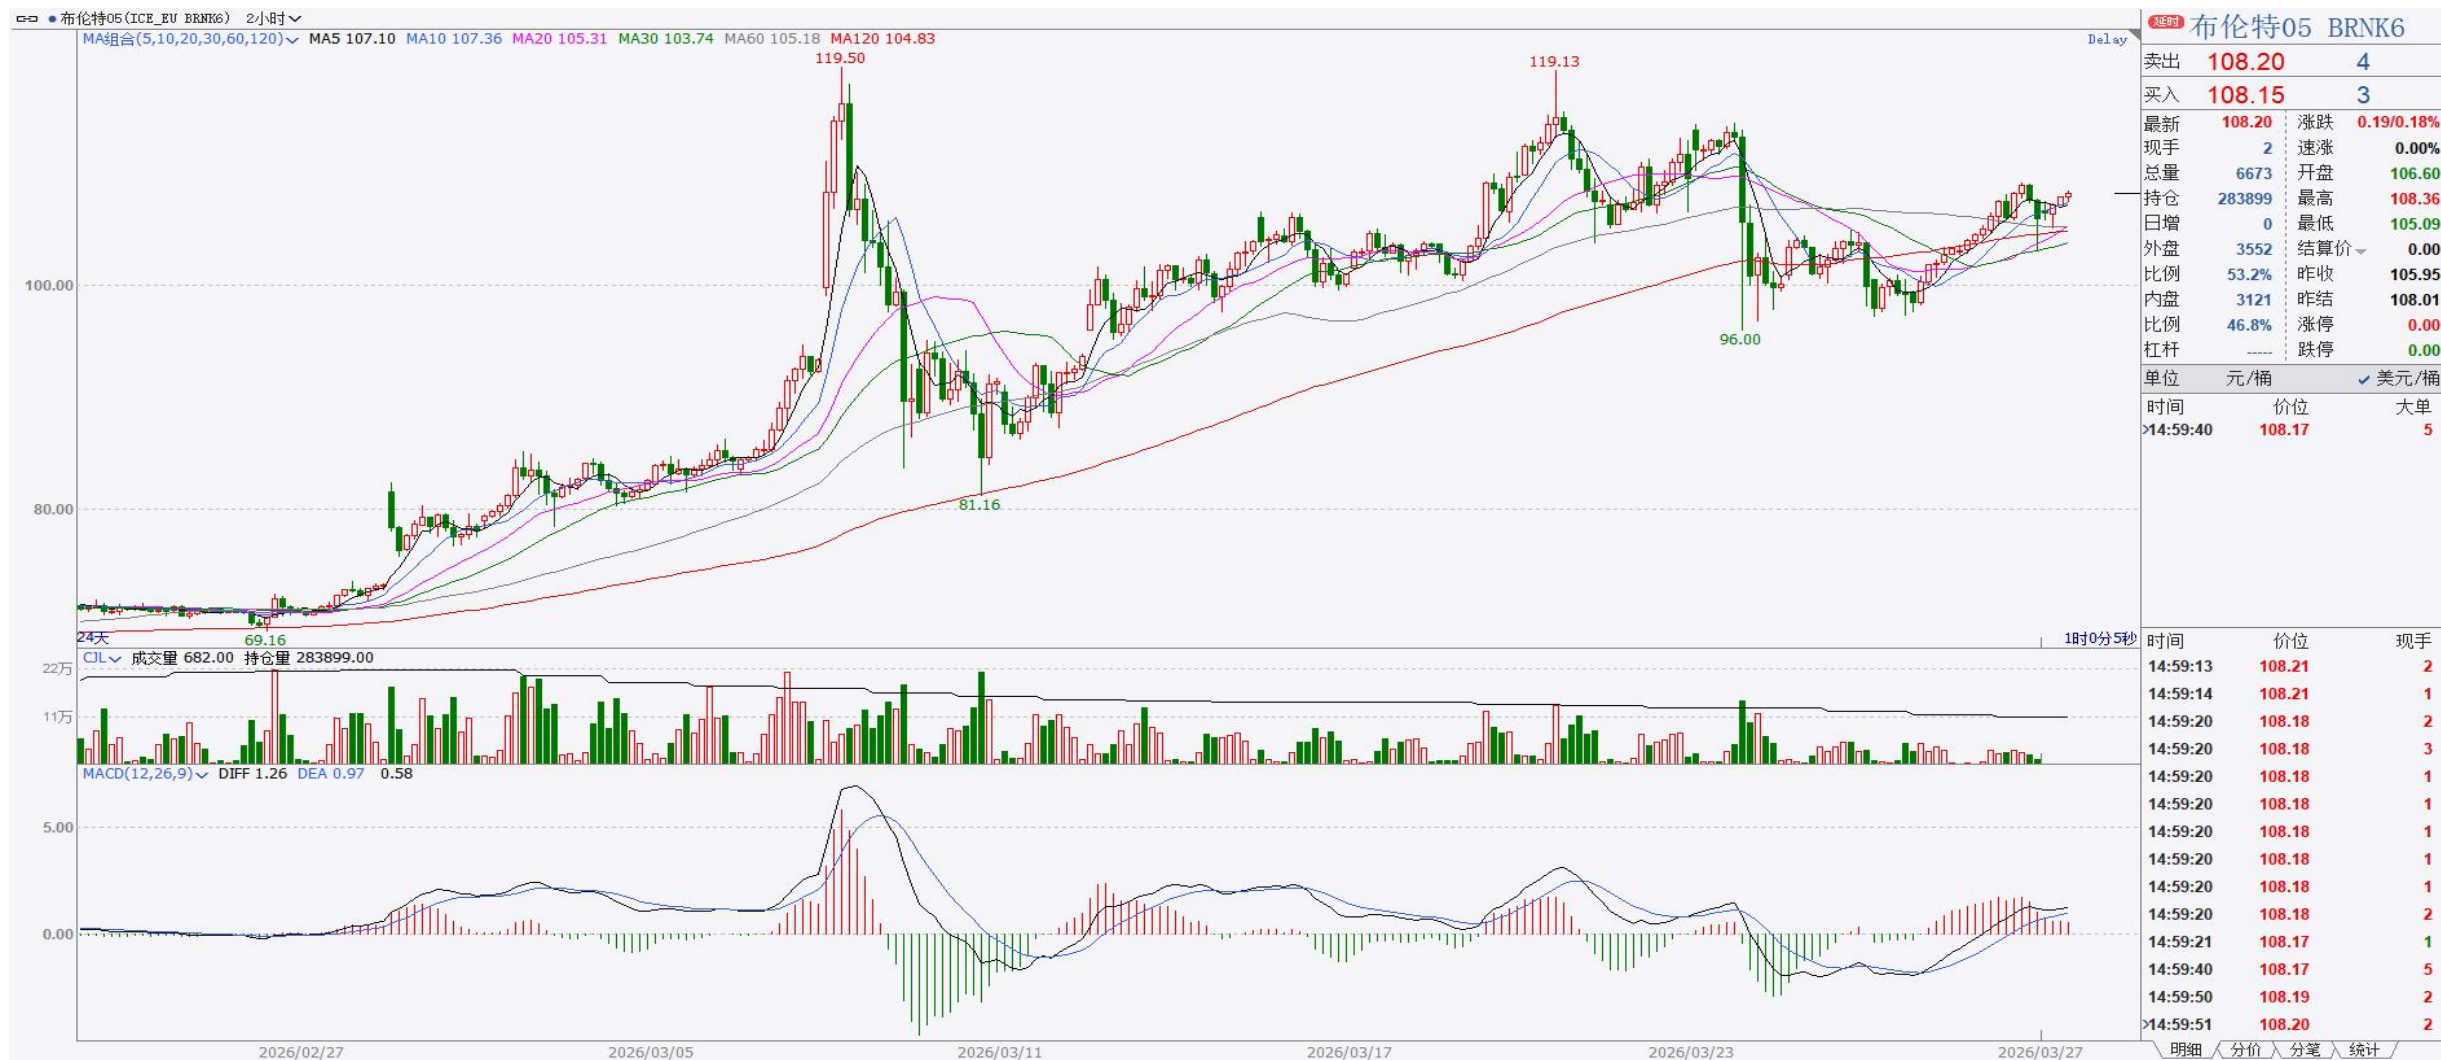 布伦特05(ICE_EU BRNK6) 2小时
MA组合(5,10,20,30,60,120) MA5 107.10 MA10 107.36 MA20 105.31 MA30 103.74 MA60 105.18 MA120 104.83
Delay
119.50
119.13
100.00
96.00
80.00
81.16
69.16
24天
1时0分5秒
CJL 成交量 682.00 持仓量 283899.00
22万
11万
MACD(12,26,9) DIFF 1.26 DEA 0.97 0.58
5.00
0.00
2026/02/27 2026/03/05 2026/03/11 2026/03/17 2026/03/23 2026/03/27
延时 布伦特05 BRNK6
卖出 108.20 4
买入 108.15 3
最新 108.20 涨跌 0.19/0.18%
现手 2 速涨 0.00%
总量 6673 开盘 106.60
持仓 283899 最高 108.36
日增 0 最低 105.09
外盘 3552 结算价 0.00
比例 53.2% 昨收 105.95
内盘 3121 昨结 108.01
比例 46.8% 涨停 0.00
杠杆 ----- 跌停 0.00
单位 元/桶 ✓ 美元/桶
时间 价位 大单
14:59:40 108.17 5
时间 价位 现手
14:59:13 108.21 2
14:59:14 108.21 1
14:59:20 108.18 2
14:59:20 108.18 3
14:59:20 108.18 1
14:59:20 108.18 1
14:59:20 108.18 1
14:59:20 108.18 1
14:59:20 108.18 1
14:59:20 108.18 2
14:59:21 108.17 1
14:59:40 108.17 5
14:59:50 108.19 2
14:59:51 108.20 2
明细 分价 分笔 统计